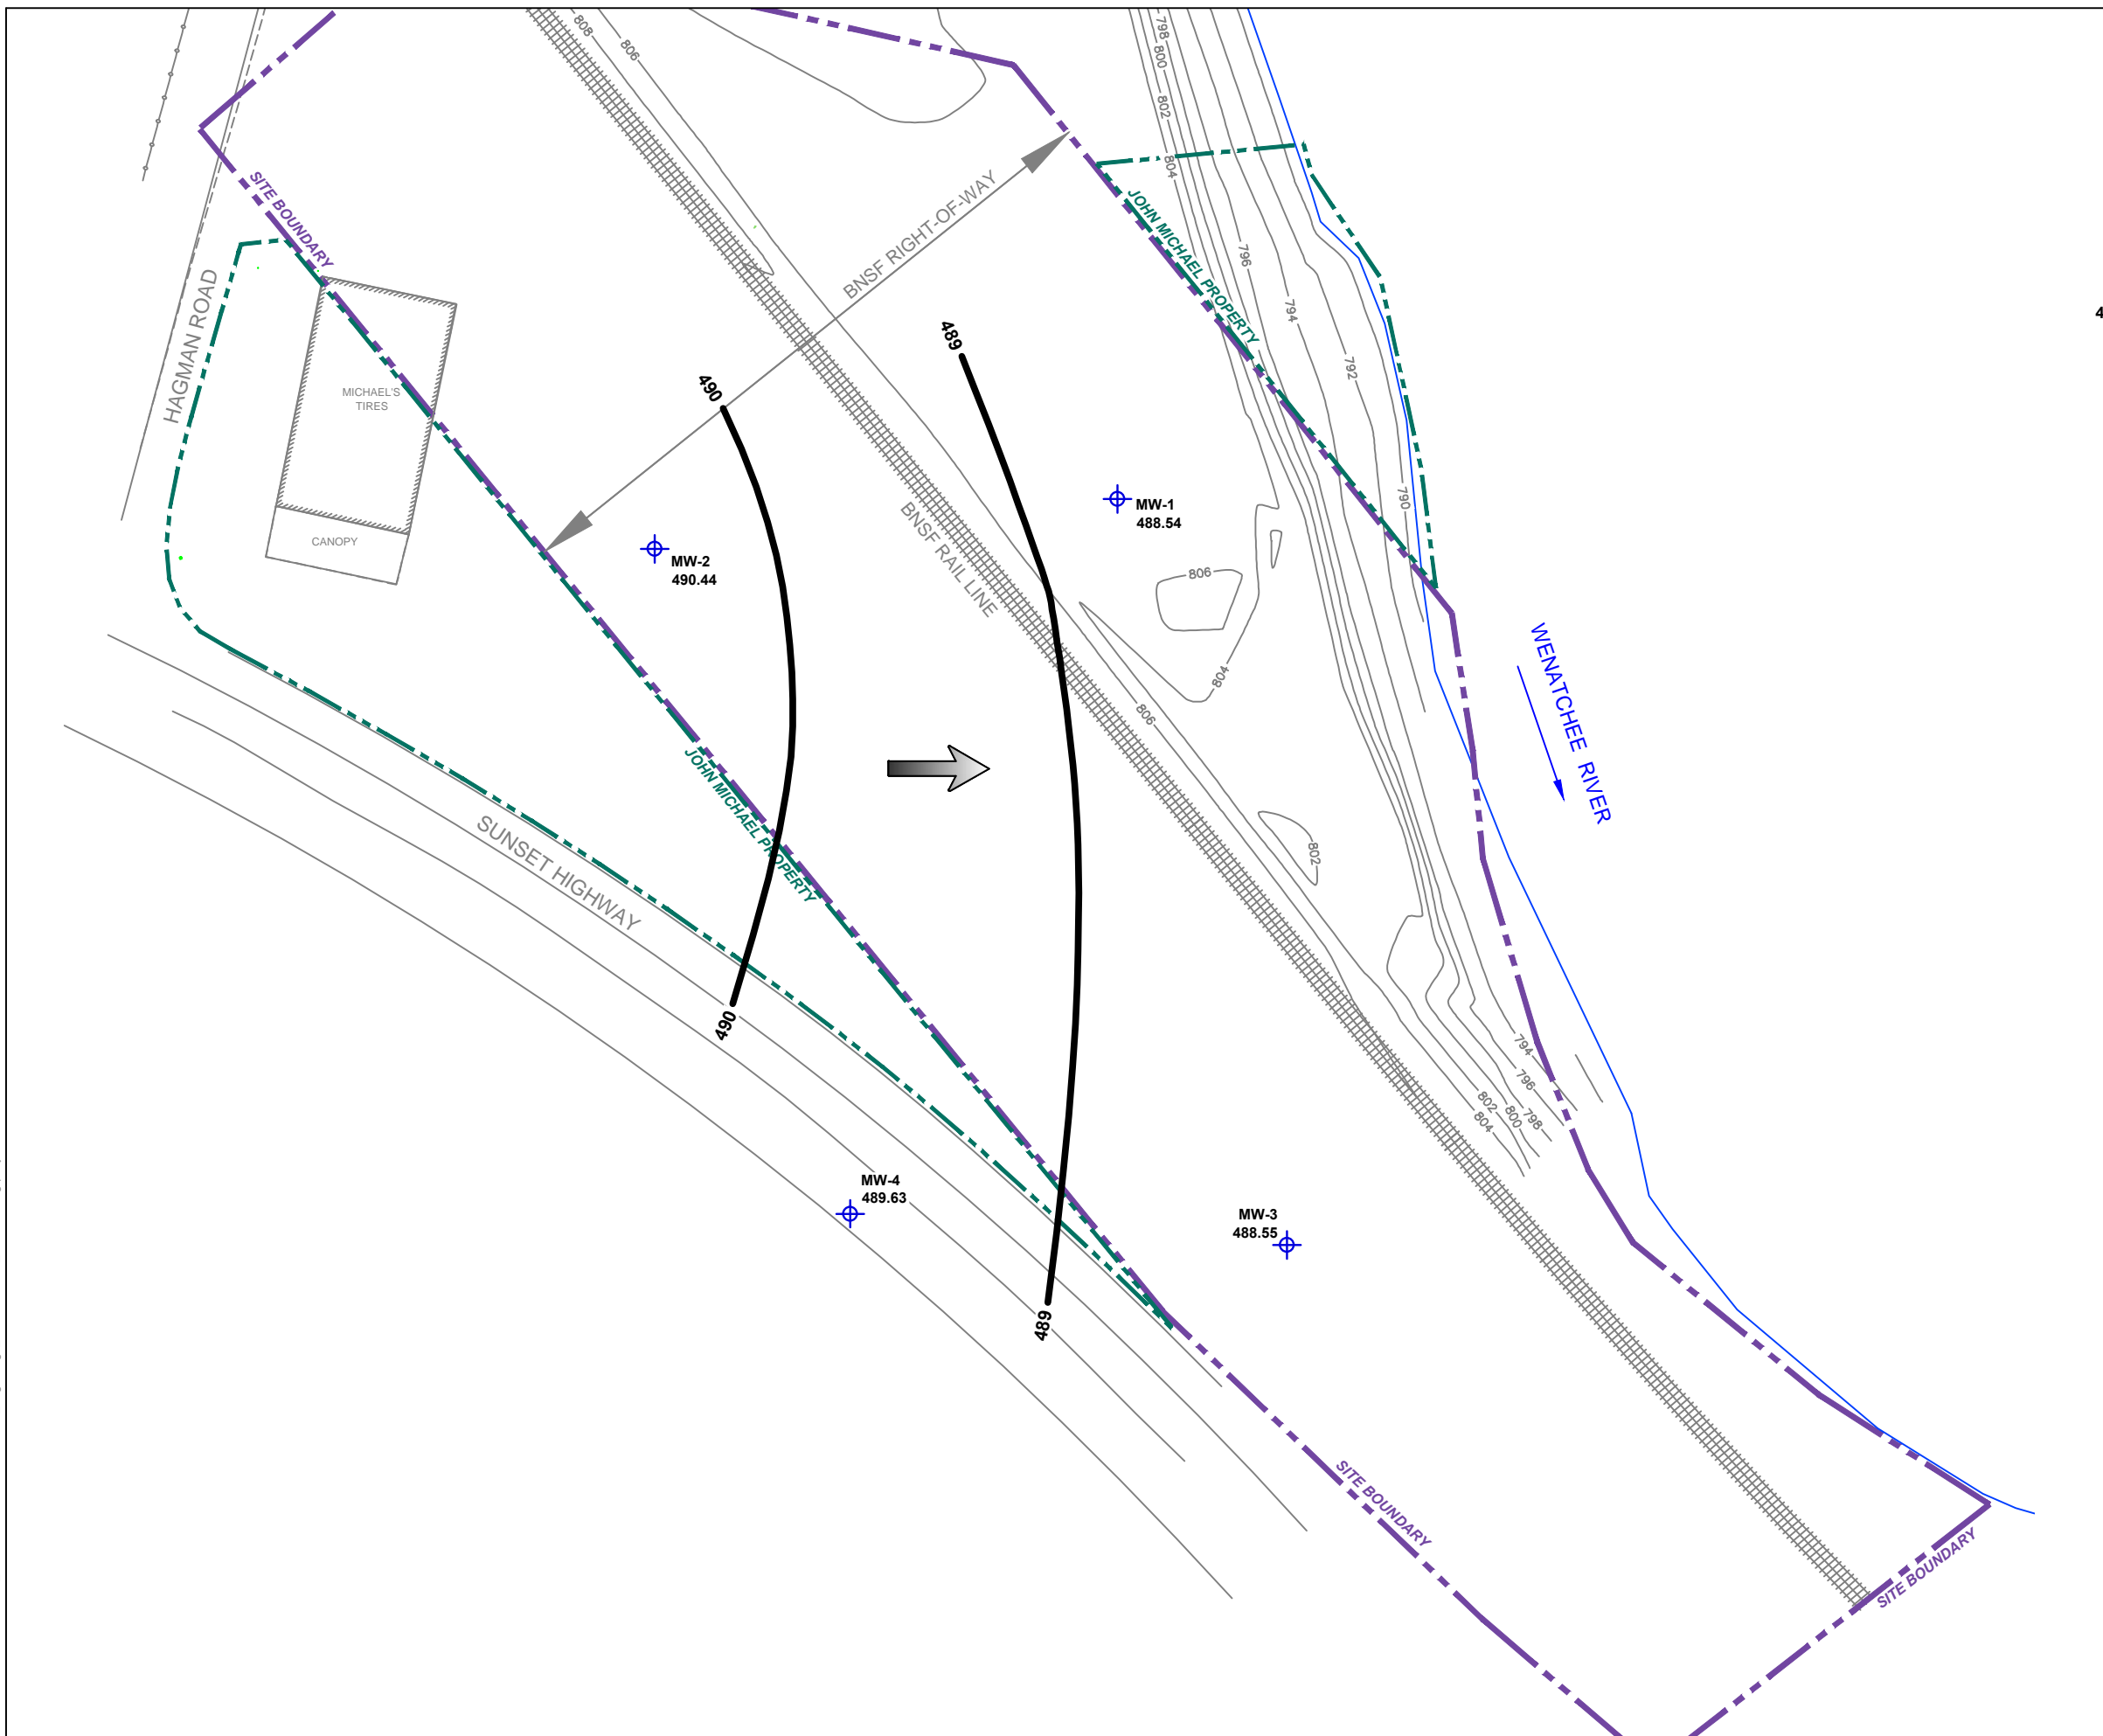 808
806
798
800
802
804
SITE BOUNDARY
BNSF RIGHT-OF-WAY
JOHN MICHAEL PROPERTY
796
794
792
790
4
HAGMAN ROAD
MICHAEL'S
TIRES
CANOPY
490
489
MW-1
488.54
MW-2
490.44
BNSF RAIL LINE
806
804
806
WENATCHEE RIVER
JOHN MICHAEL PROPERTY
SUNSET HIGHWAY
802
490
794
796
798
800
802
804
MW-4
489.63
MW-3
488.55
489
SITE BOUNDARY
SITE BOUNDARY